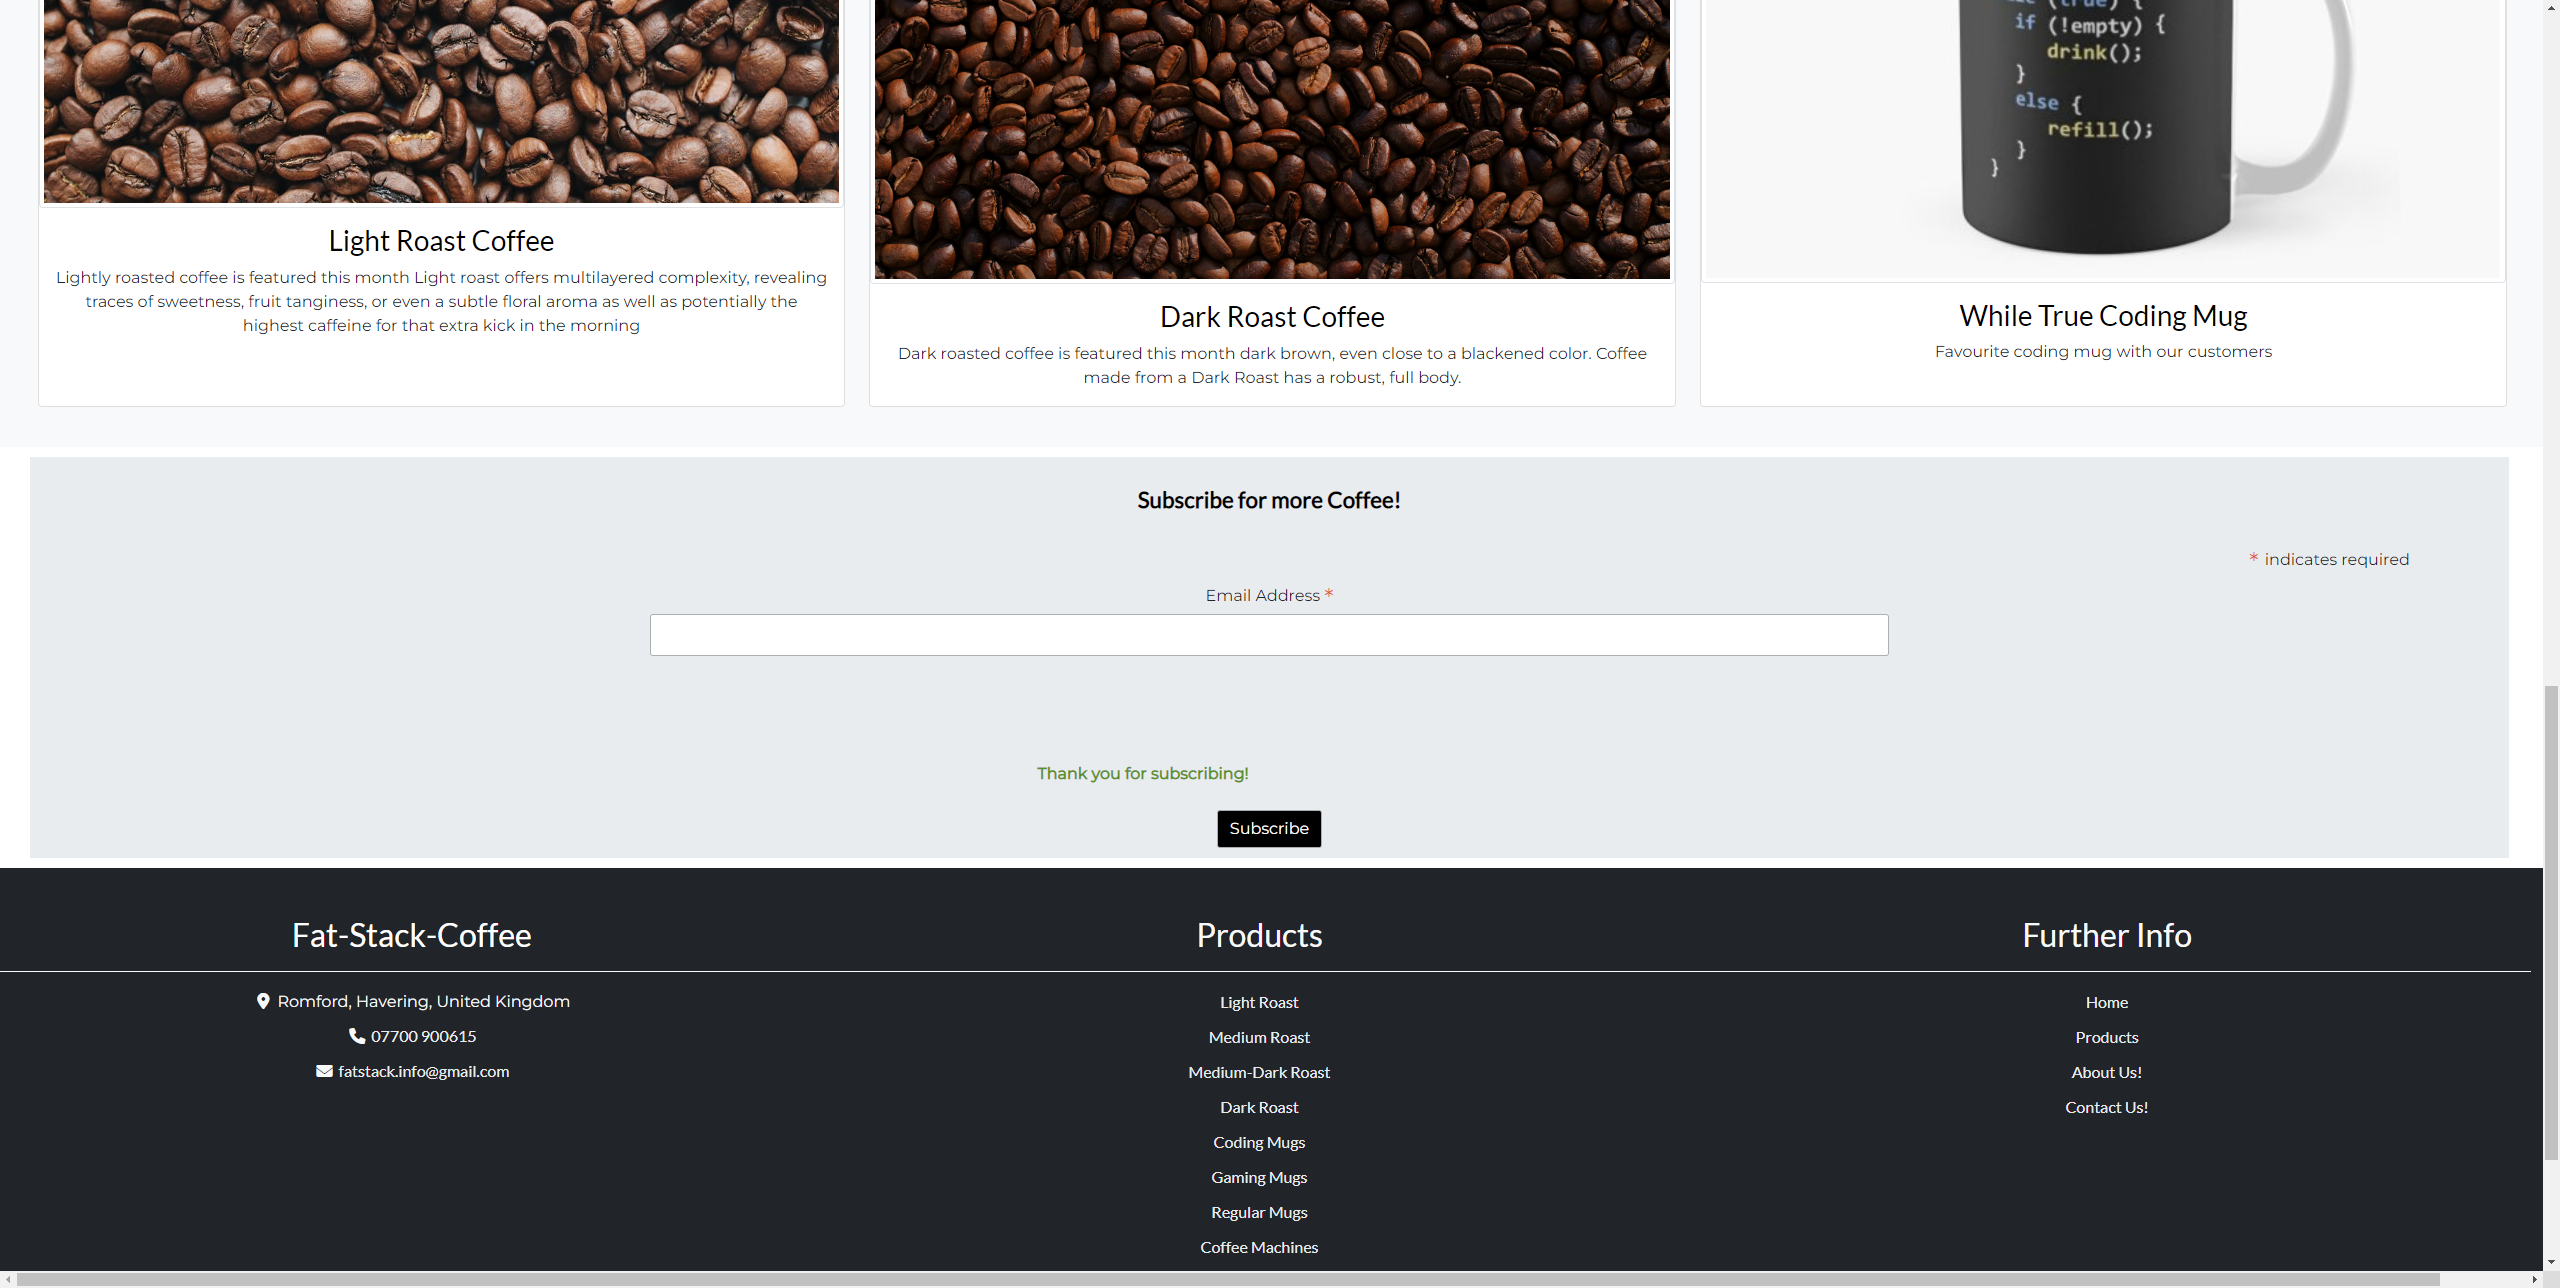 if (!empty) {
drink();
}
else {
refill();
}
}
Light Roast Coffee
Lightly roasted coffee is featured this month Light roast offers multilayered complexity, revealing
traces of sweetness, fruit tanginess, or even a subtle floral aroma as well as potentially the
highest caffeine for that extra kick in the morning
Dark Roast Coffee
Dark roasted coffee is featured this month dark brown, even close to a blackened color. Coffee
made from a Dark Roast has a robust, full body.
While True Coding Mug
Favourite coding mug with our customers
Subscribe for more Coffee!
* indicates required
Email Address *
Thank you for subscribing!
Subscribe
Fat-Stack-Coffee
Romford, Havering, United Kingdom
07700 900615
fatstack.info@gmail.com
Products
Light Roast
Medium Roast
Medium-Dark Roast
Dark Roast
Coding Mugs
Gaming Mugs
Regular Mugs
Coffee Machines
Further Info
Home
Products
About Us!
Contact Us!